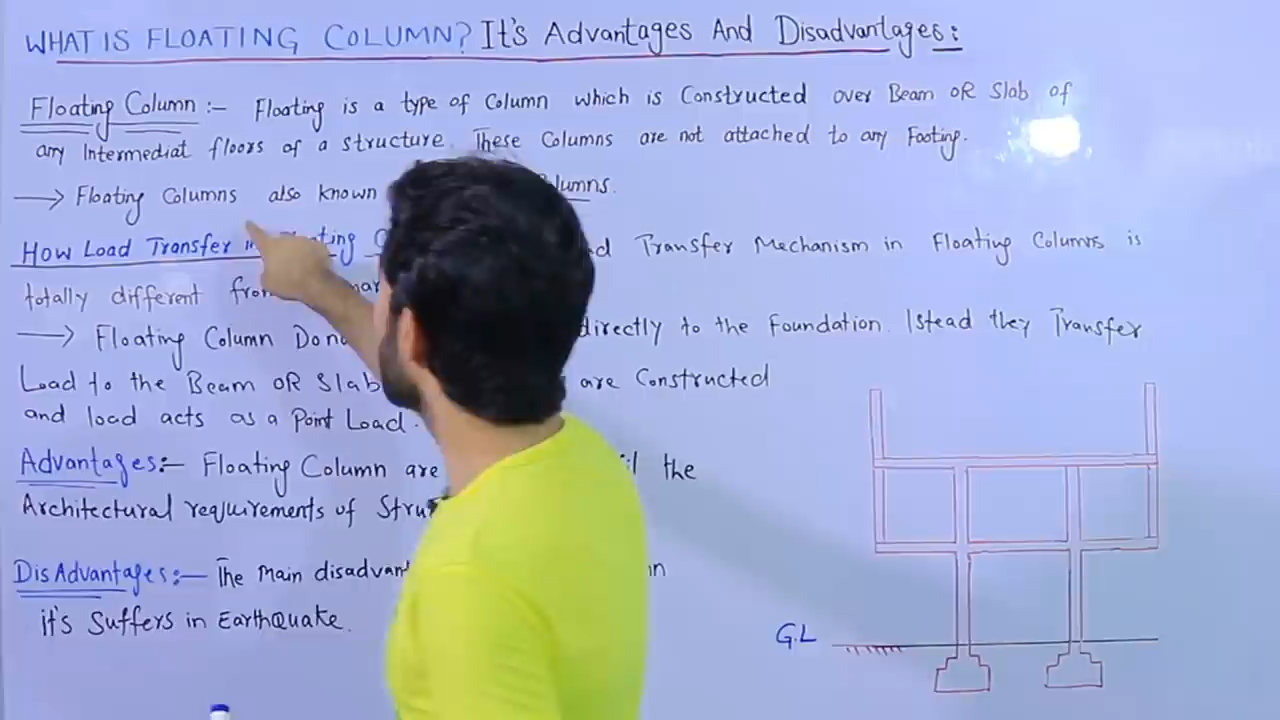 WHAT IS FLOATING COLUMN? It's Advantages And Disadvantages:
Floating Column :- Floating is a type of Column which is Constructed over Beam OR Slab of
any Intermediat floors of a structure. These Columns are not attached to any Footing.
→ Floating Columns also known
How Load Transfer in Transfer Mechanism in Floating Columns is
totally different
→ Floating Column directly to the Foundation. Istead they Transfer
Load to the Beam OR Slab are Constructed
and load acts as a Point Load.
Advantages:- Floating Column are the
Architectural requirements of
DisAdvantages:- The Main
it's Suffers in EarthQuake.
G.L